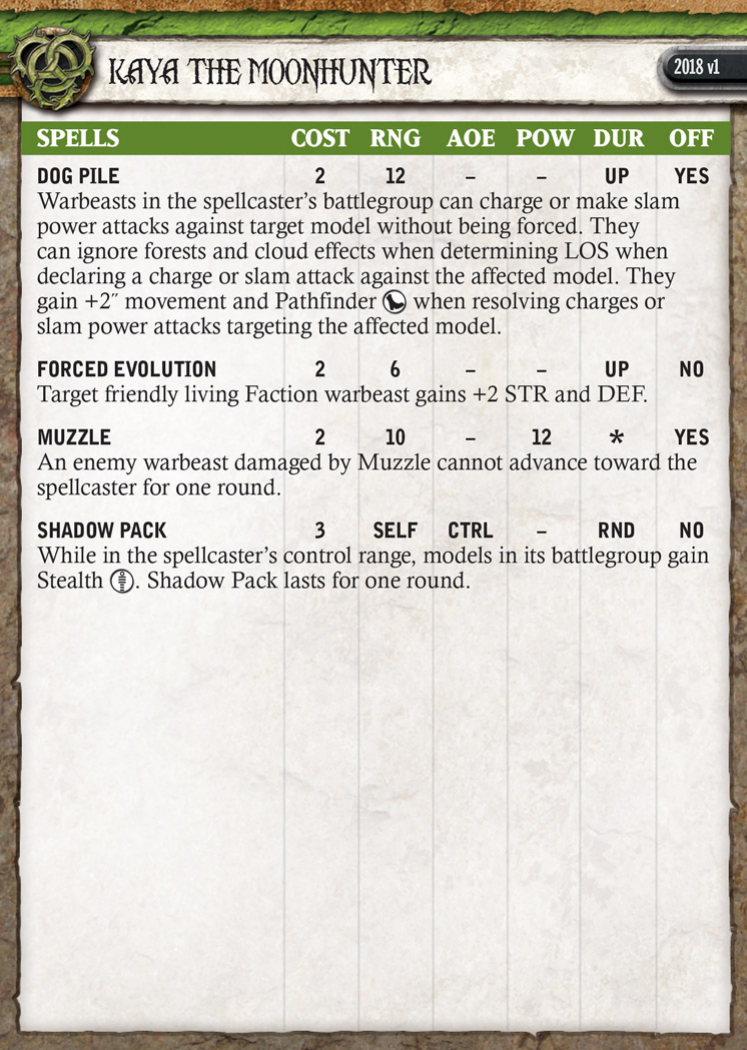 KAYA THE MOONHUNTER
2018 v1
SPELLS COST RNG AOE POW DUR OFF
DOG PILE 2 12 – – UP YES
Warbeasts in the spellcaster's battlegroup can charge or make slam
power attacks against target model without being forced. They
can ignore forests and cloud effects when determining LOS when
declaring a charge or slam attack against the affected model. They
gain +2″ movement and Pathfinder when resolving charges or
slam power attacks targeting the affected model.
FORCED EVOLUTION 2 6 – – UP NO
Target friendly living Faction warbeast gains +2 STR and DEF.
MUZZLE 2 10 – 12 * YES
An enemy warbeast damaged by Muzzle cannot advance toward the
spellcaster for one round.
SHADOW PACK 3 SELF CTRL – RND NO
While in the spellcaster's control range, models in its battlegroup gain
Stealth . Shadow Pack lasts for one round.